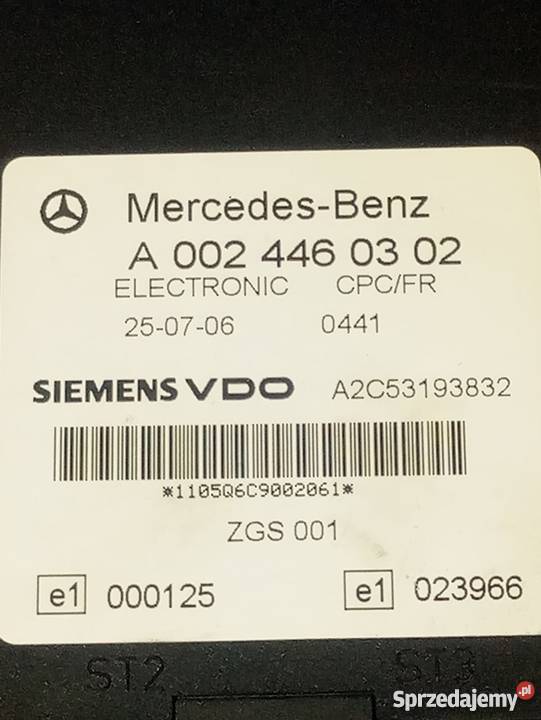 Mercedes-Benz
A 002 446 03 02
ELECTRONIC CPC/FR
25-07-06 0441
SIEMENS VDO A2C53193832
*1105Q6C9002061*
ZGS 001
e1 000125 e1 023966
ST2 ST3
Sprzedajemy.pl